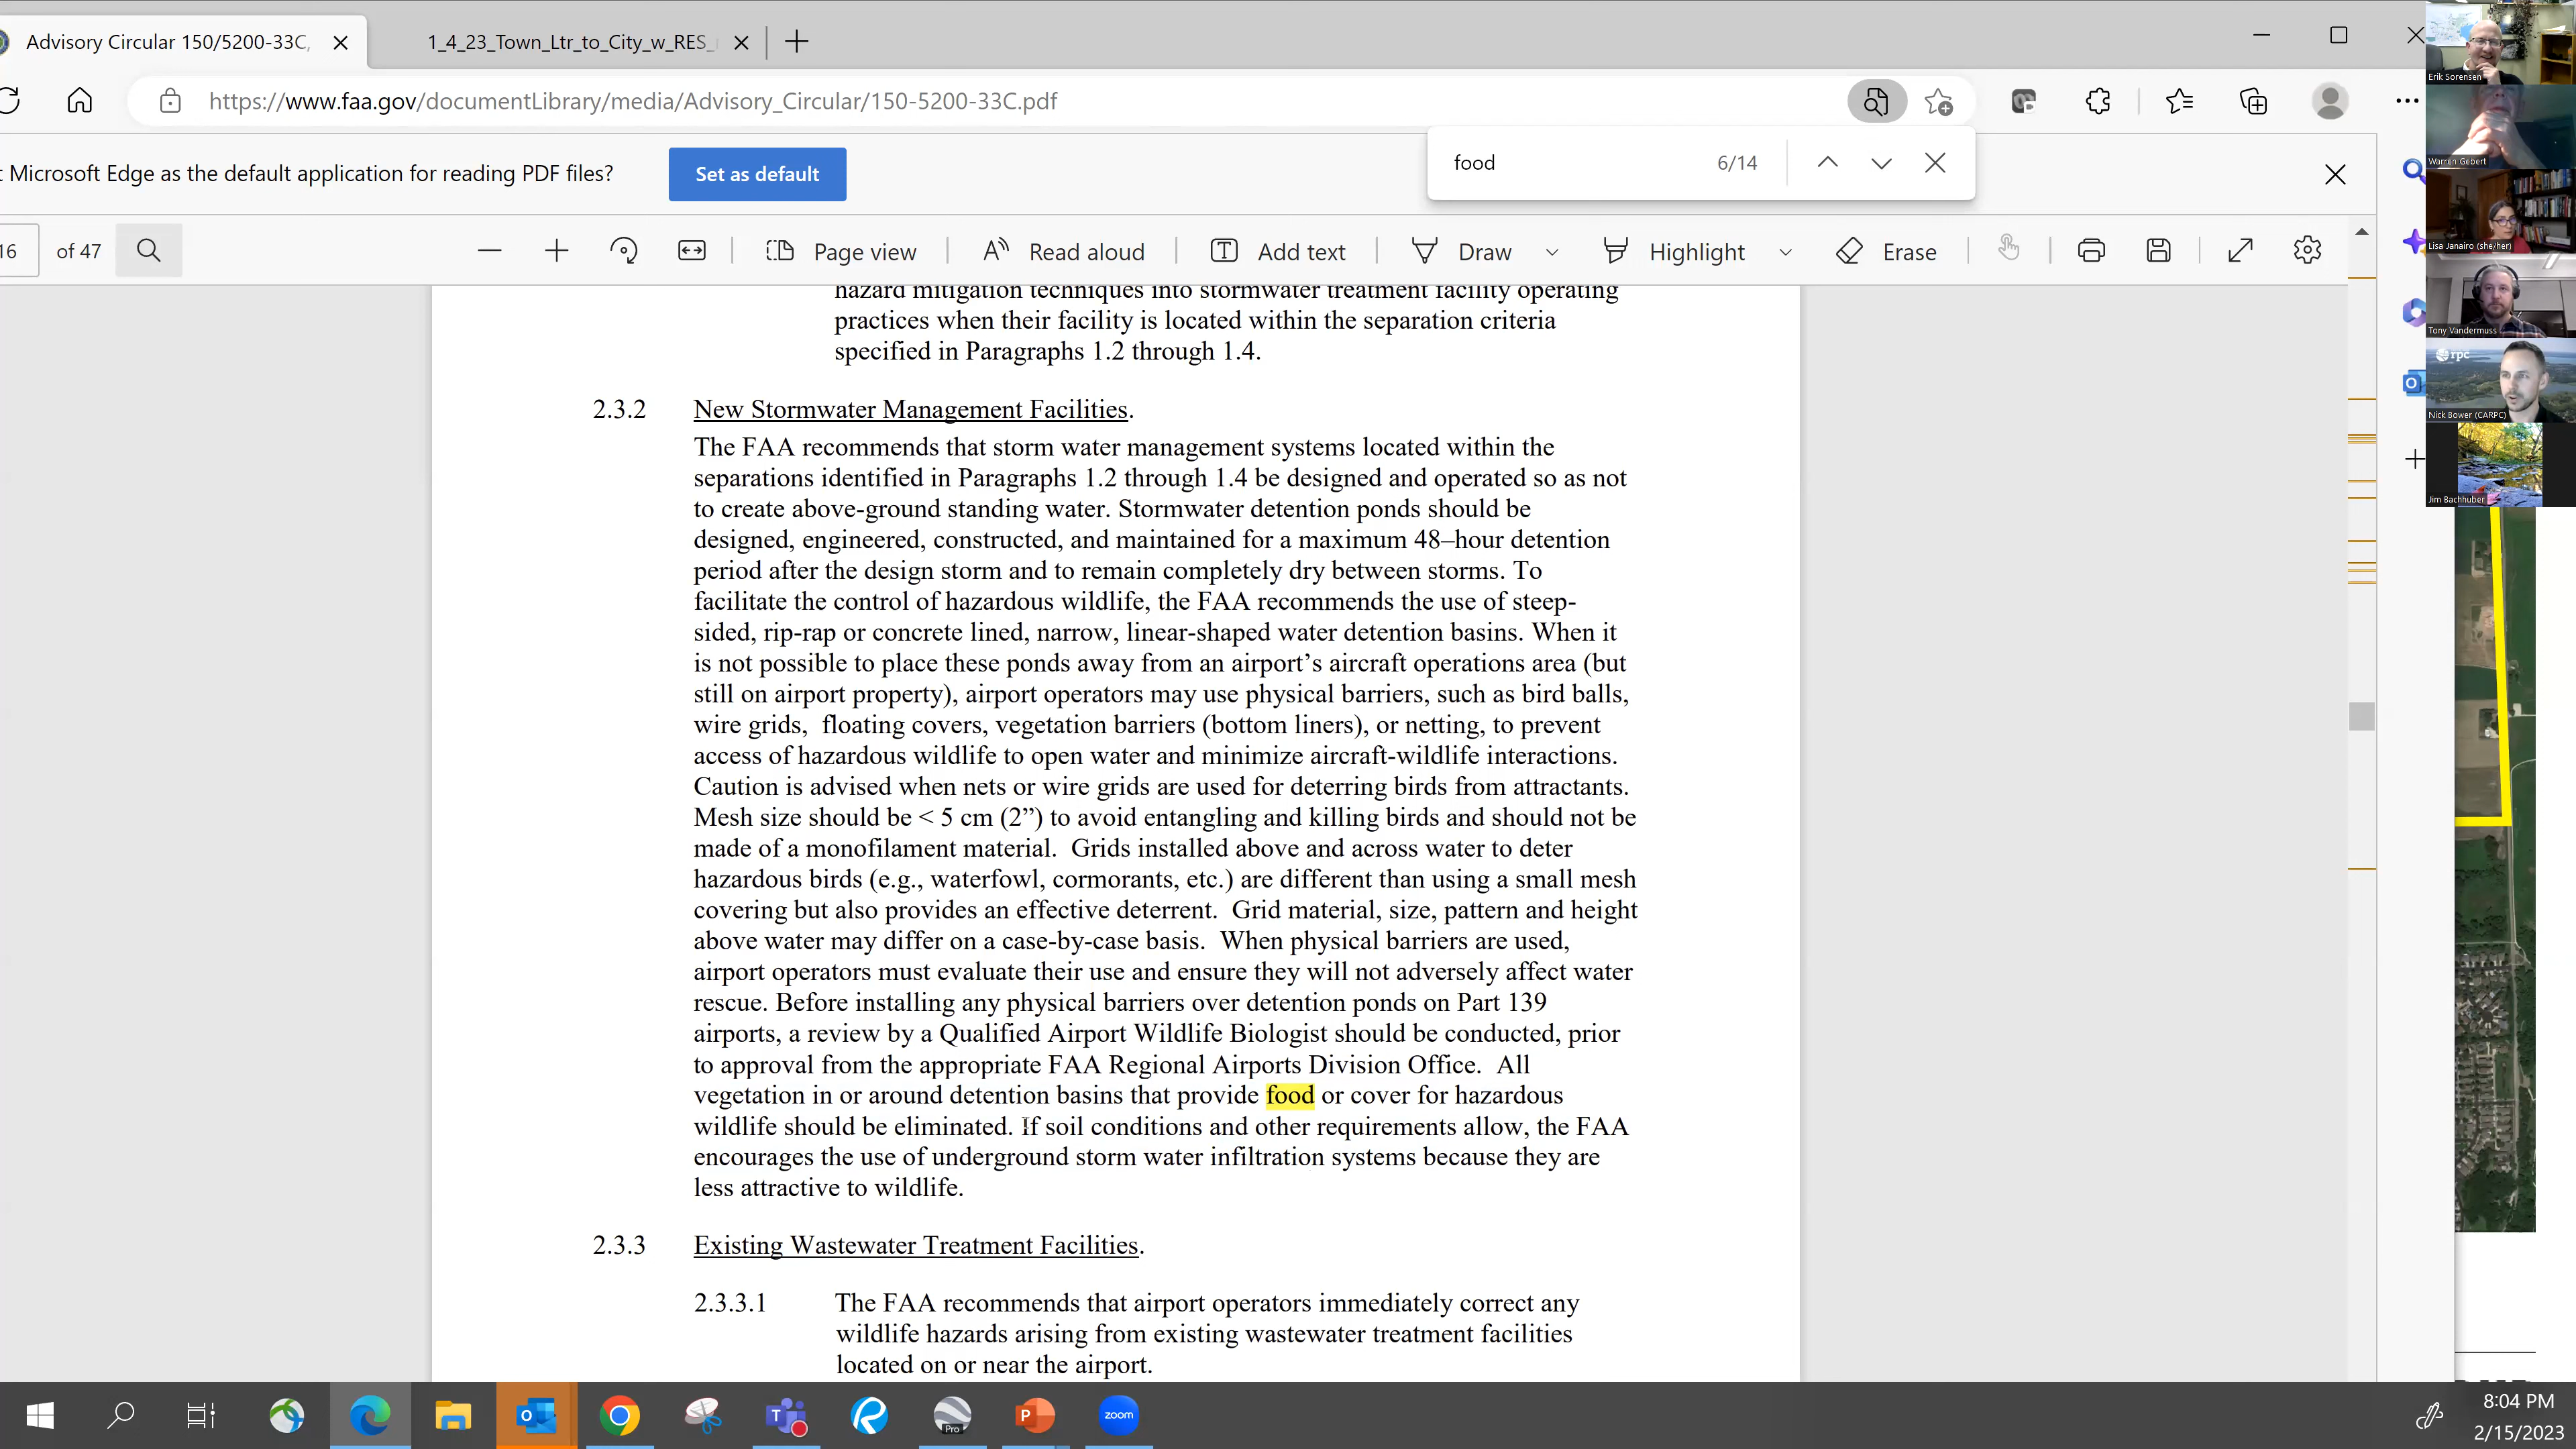 Advisory Circular 150/5200-33C,
1_4_23_Town_Ltr_to_City_w_RES_
https://www.faa.gov/documentLibrary/media/Advisory_Circular/150-5200-33C.pdf
food 6/14
Microsoft Edge as the default application for reading PDF files? Set as default
16 of 47 Page view Read aloud Add text Draw Highlight Erase
hazard mitigation techniques into stormwater treatment facility operating
practices when their facility is located within the separation criteria
specified in Paragraphs 1.2 through 1.4.
2.3.2 New Stormwater Management Facilities.
The FAA recommends that storm water management systems located within the
separations identified in Paragraphs 1.2 through 1.4 be designed and operated so as not
to create above-ground standing water. Stormwater detention ponds should be
designed, engineered, constructed, and maintained for a maximum 48–hour detention
period after the design storm and to remain completely dry between storms. To
facilitate the control of hazardous wildlife, the FAA recommends the use of steep-
sided, rip-rap or concrete lined, narrow, linear-shaped water detention basins. When it
is not possible to place these ponds away from an airport’s aircraft operations area (but
still on airport property), airport operators may use physical barriers, such as bird balls,
wire grids, floating covers, vegetation barriers (bottom liners), or netting, to prevent
access of hazardous wildlife to open water and minimize aircraft-wildlife interactions.
Caution is advised when nets or wire grids are used for deterring birds from attractants.
Mesh size should be < 5 cm (2”) to avoid entangling and killing birds and should not be
made of a monofilament material. Grids installed above and across water to deter
hazardous birds (e.g., waterfowl, cormorants, etc.) are different than using a small mesh
covering but also provides an effective deterrent. Grid material, size, pattern and height
above water may differ on a case-by-case basis. When physical barriers are used,
airport operators must evaluate their use and ensure they will not adversely affect water
rescue. Before installing any physical barriers over detention ponds on Part 139
airports, a review by a Qualified Airport Wildlife Biologist should be conducted, prior
to approval from the appropriate FAA Regional Airports Division Office. All
vegetation in or around detention basins that provide food or cover for hazardous
wildlife should be eliminated. If soil conditions and other requirements allow, the FAA
encourages the use of underground storm water infiltration systems because they are
less attractive to wildlife.
2.3.3 Existing Wastewater Treatment Facilities.
2.3.3.1 The FAA recommends that airport operators immediately correct any
wildlife hazards arising from existing wastewater treatment facilities
located on or near the airport.
Erik Sorensen
Warren Gebert
Lisa Janairo (she/her)
Tony Vandermuss
rpc
Nick Bower (CARPC)
Jim Bachhuber
Pro
zoom
8:04 PM
2/15/2023